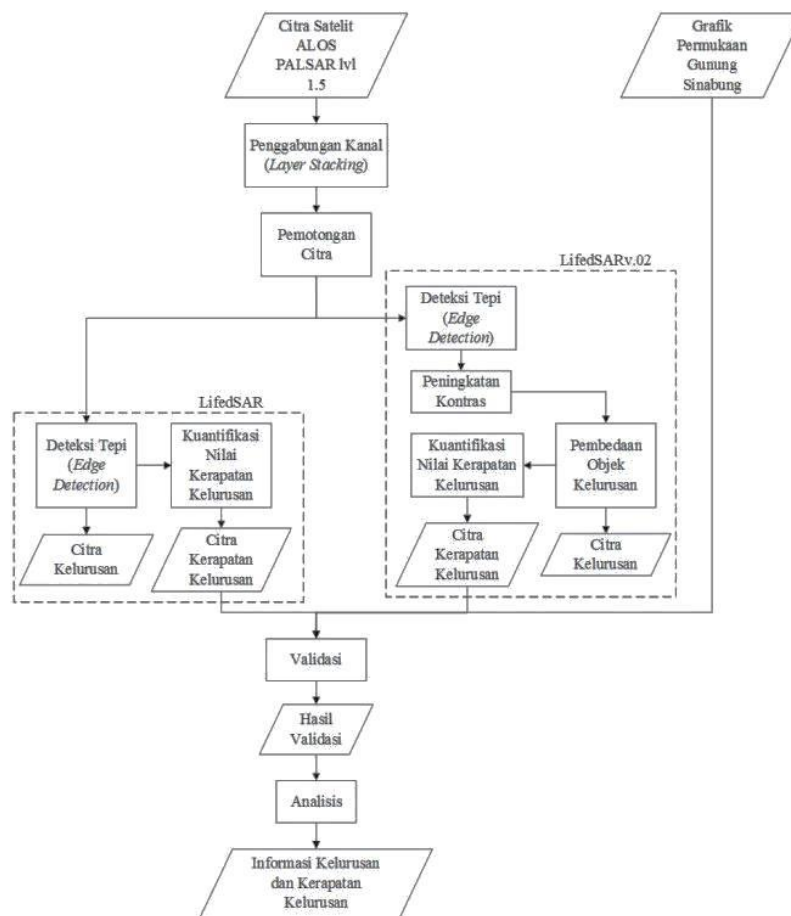 Citra Satelit
ALOS
PALSAR lvl
1.5
Grafik
Permukaan
Gunung
Sinabung
Penggabungan Kanal
(Layer Stacking)
Pemotongan
Citra
LifedSARv.02
Deteksi Tepi
(Edge
Detection)
Peningkatan
Kontras
Pembedaan
Objek
Kelurusan
Kuantifikasi
Nilai Kerapatan
Kelurusan
Citra
Kerapatan
Kelurusan
Citra
Kelurusan
LifedSAR
Deteksi Tepi
(Edge
Detection)
Kuantifikasi
Nilai
Kerapatan
Kelurusan
Citra
Kelurusan
Citra
Kerapatan
Kelurusan
Validasi
Hasil
Validasi
Analisis
Informasi Kelurusan
dan Kerapatan
Kelurusan